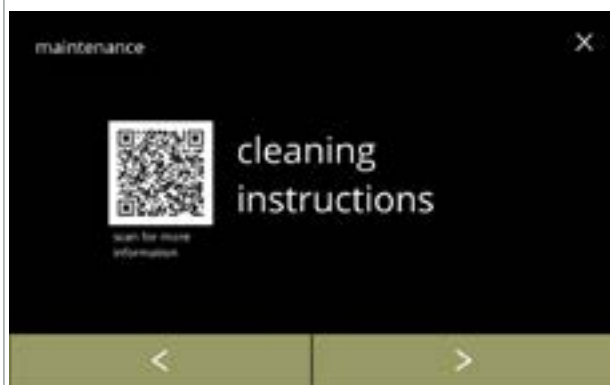 maintenance
cleaning
instructions
scan for more
information